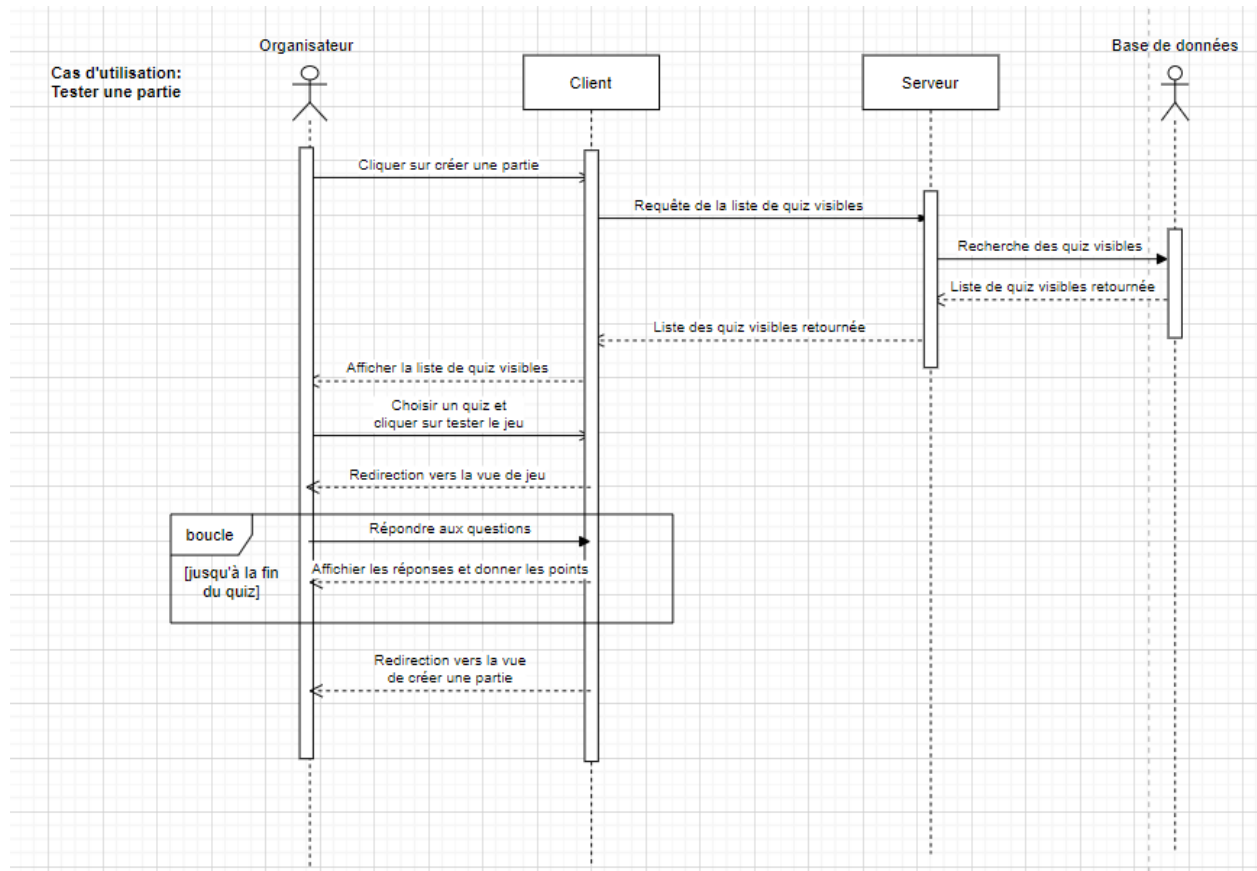 Organisateur
Base de données
Cas d'utilisation:
Tester une partie
Client
Serveur
Cliquer sur créer une partie
Requête de la liste de quiz visibles
Recherche des quiz visibles
Liste de quiz visibles retournée
Liste des quiz visibles retournée
Afficher la liste de quiz visibles
Choisir un quiz et
cliquer sur tester le jeu
Redirection vers la vue de jeu
boucle
Répondre aux questions
[jusqu'à la fin
du quiz]
Affichier les réponses et donner les points
Redirection vers la vue
de créer une partie